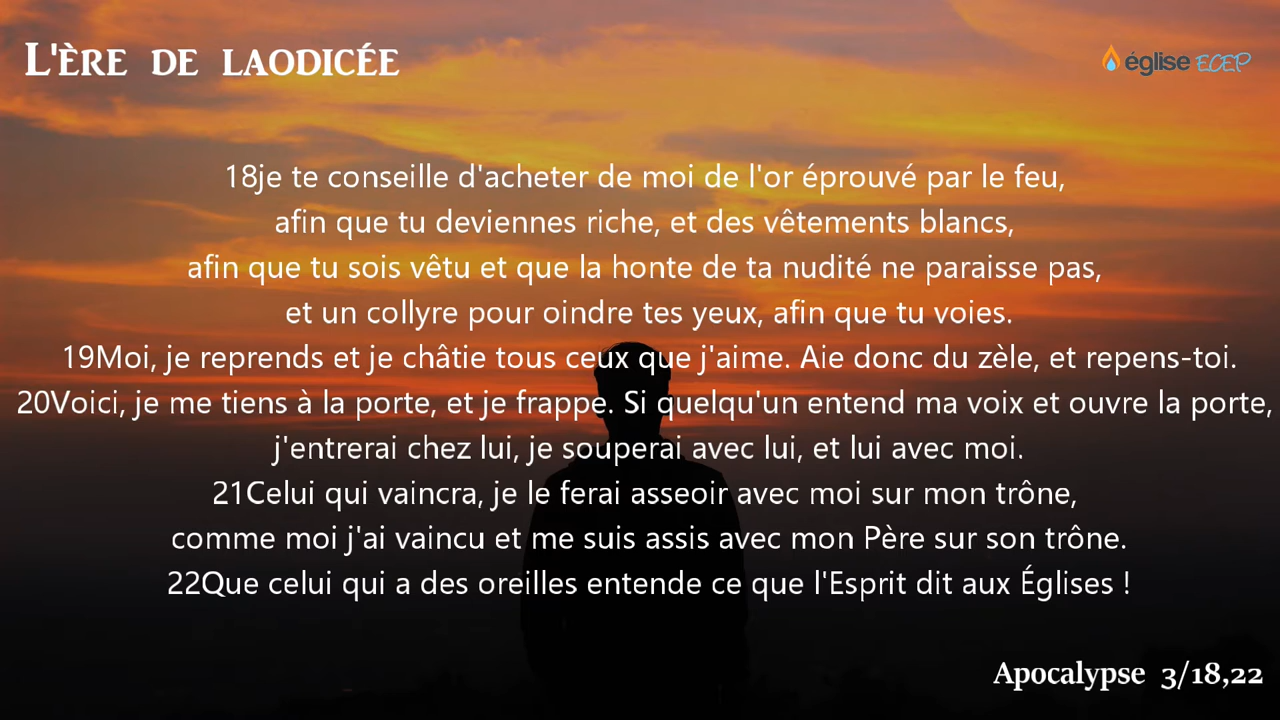 L'ÈRE DE LAODICÉE
église ECEP
18je te conseille d'acheter de moi de l'or éprouvé par le feu,
afin que tu deviennes riche, et des vêtements blancs,
afin que tu sois vêtu et que la honte de ta nudité ne paraisse pas,
et un collyre pour oindre tes yeux, afin que tu voies.
19Moi, je reprends et je châtie tous ceux que j'aime. Aie donc du zèle, et repens-toi.
20Voici, je me tiens à la porte, et je frappe. Si quelqu'un entend ma voix et ouvre la porte,
j'entrerai chez lui, je souperai avec lui, et lui avec moi.
21Celui qui vaincra, je le ferai asseoir avec moi sur mon trône,
comme moi j'ai vaincu et me suis assis avec mon Père sur son trône.
22Que celui qui a des oreilles entende ce que l'Esprit dit aux Églises !
Apocalypse 3/18,22